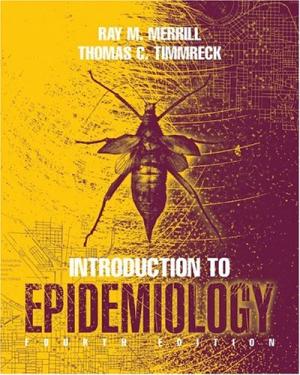 RAY M. MERRILL
THOMAS C. TIMMRECK
INTRODUCTION TO
EPIDEMIOLOGY
FOURTH EDITION